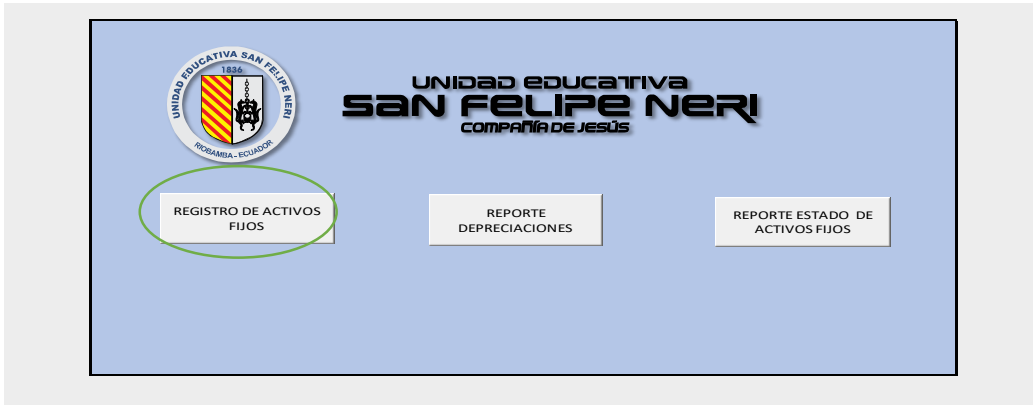 UNIDAD EDUCATIVA SAN FELIPE NERI
1836
RIOBAMBA - ECUADOR
UNIDAD EDUCATIVA
SAN FELIPE NERI
COMPAÑÍA DE JESÚS
REGISTRO DE ACTIVOS
FIJOS
REPORTE
DEPRECIACIONES
REPORTE ESTADO DE
ACTIVOS FIJOS